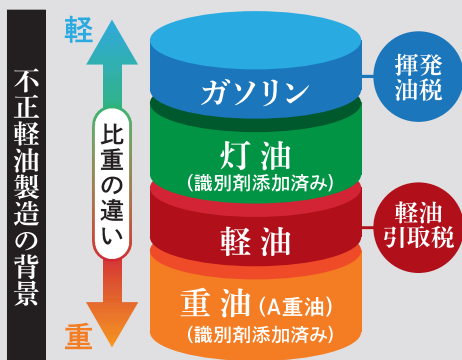 不正軽油製造の背景
軽
比重の違い
重
ガソリン
揮発
油税
灯油
(識別剤添加済み)
軽油
軽油
引取税
重油(A重油)
(識別剤添加済み)